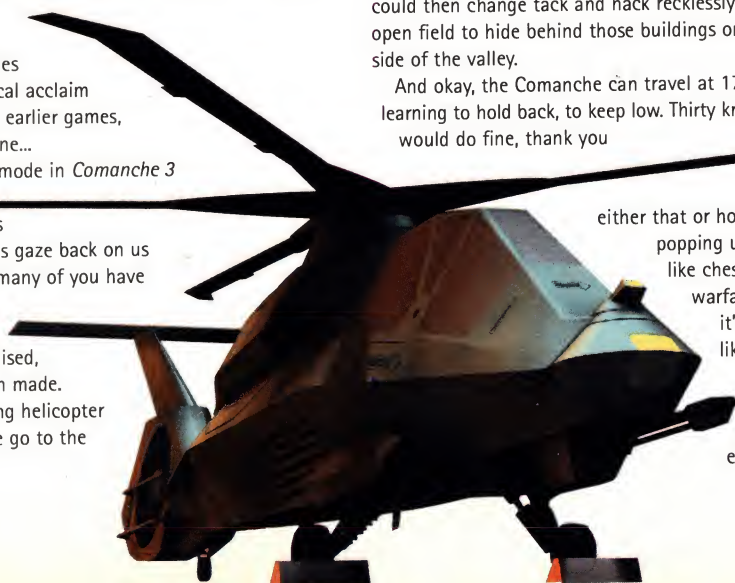 es
cal acclaim
earlier games,
ne...
mode in Comanche 3
s
s gaze back on us
many of you have
ised,
n made.
ng helicopter
e go to the
could then change tack and hack recklessly
open field to hide behind those buildings or
side of the valley.
And okay, the Comanche can travel at 17
learning to hold back, to keep low. Thirty kr
would do fine, thank you
either that or ho
popping u
like ches
warfa
it'
lik
e